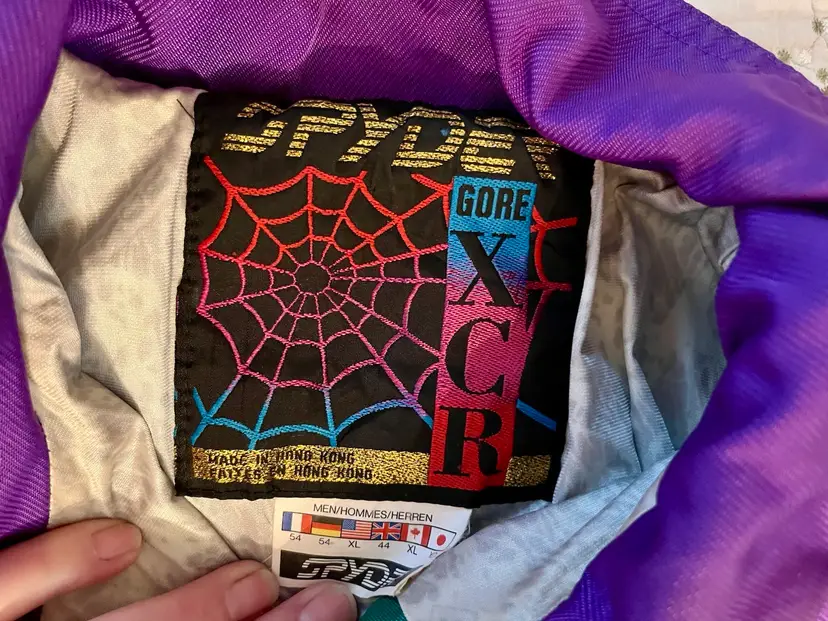 SPYDER
GORE
X
C
R
MADE IN HONG KONG
FAITES EN HONG KONG
MEN/HOMMES/HERREN
54 54 XL 44 XL
SPYDER